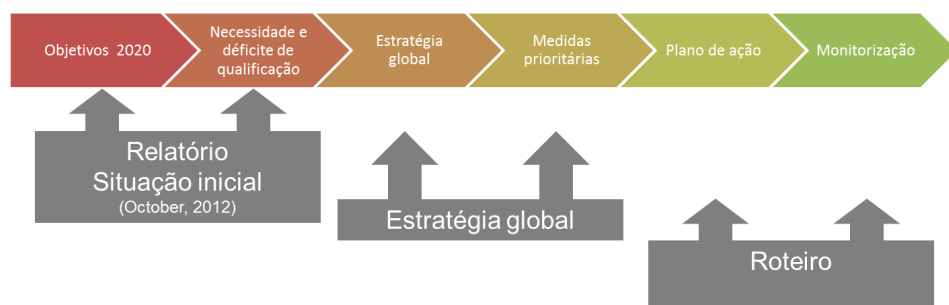 Objetivos 2020
Necessidade e
déficite de
qualificação
Estratégia
global
Medidas
prioritárias
Plano de ação
Monitorização
Relatório
Situação inicial
(October, 2012)
Estratégia global
Roteiro